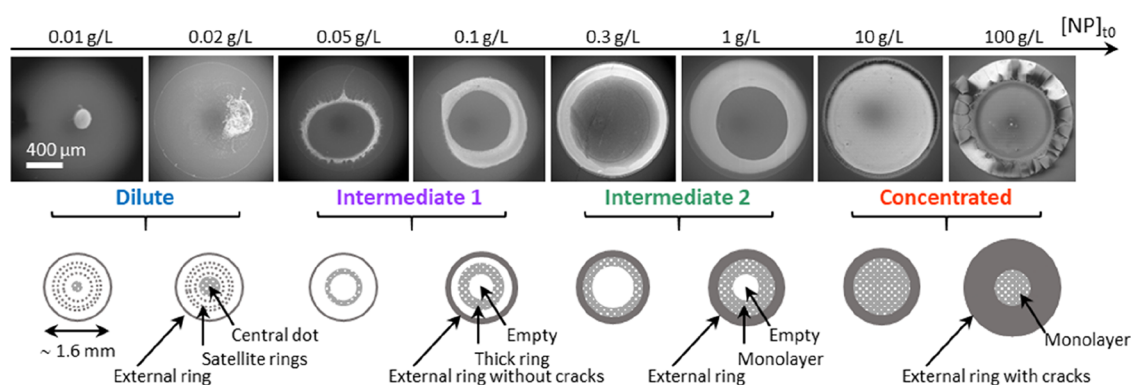 [NP]t0
0.01 g/L 0.02 g/L 0.05 g/L 0.1 g/L 0.3 g/L 1 g/L 10 g/L 100 g/L
400 µm
Dilute Intermediate 1 Intermediate 2 Concentrated
Central dot Empty Empty Monolayer
~ 1.6 mm Satellite rings Thick ring Monolayer
External ring External ring without cracks External ring External ring with cracks